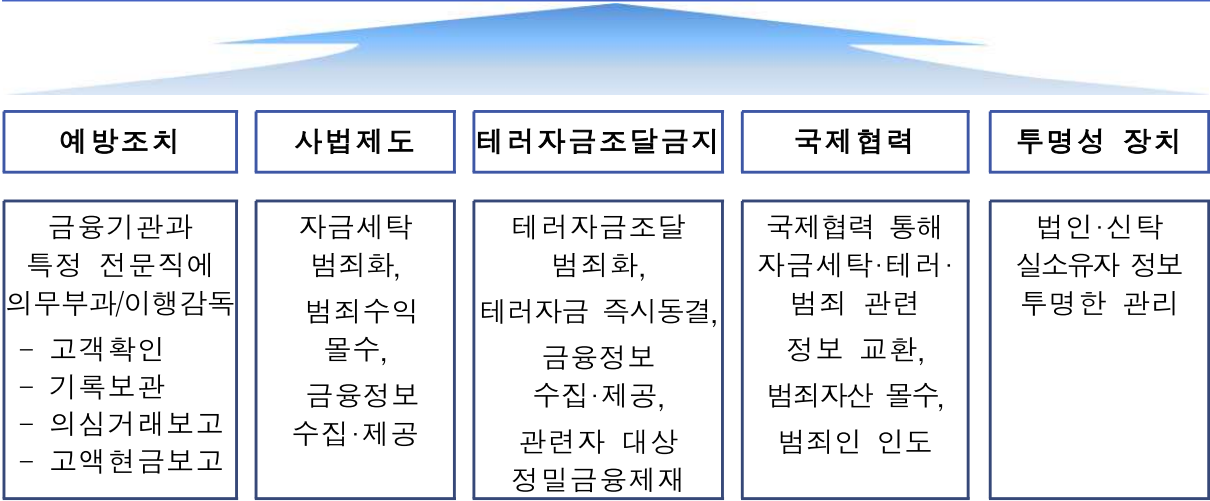 예방조치
사법제도
테러자금조달금지
국제협력
투명성 장치
금융기관과
특정 전문직에
의무부과/이행감독
- 고객확인
- 기록보관
- 의심거래보고
- 고액현금보고
자금세탁
범죄화,
범죄수익
몰수,
금융정보
수집·제공
테러자금조달
범죄화,
테러자금 즉시동결,
금융정보
수집·제공,
관련자 대상
정밀금융제재
국제협력 통해
자금세탁·테러·
범죄 관련
정보 교환,
범죄자산 몰수,
범죄인 인도
법인·신탁
실소유자 정보
투명한 관리